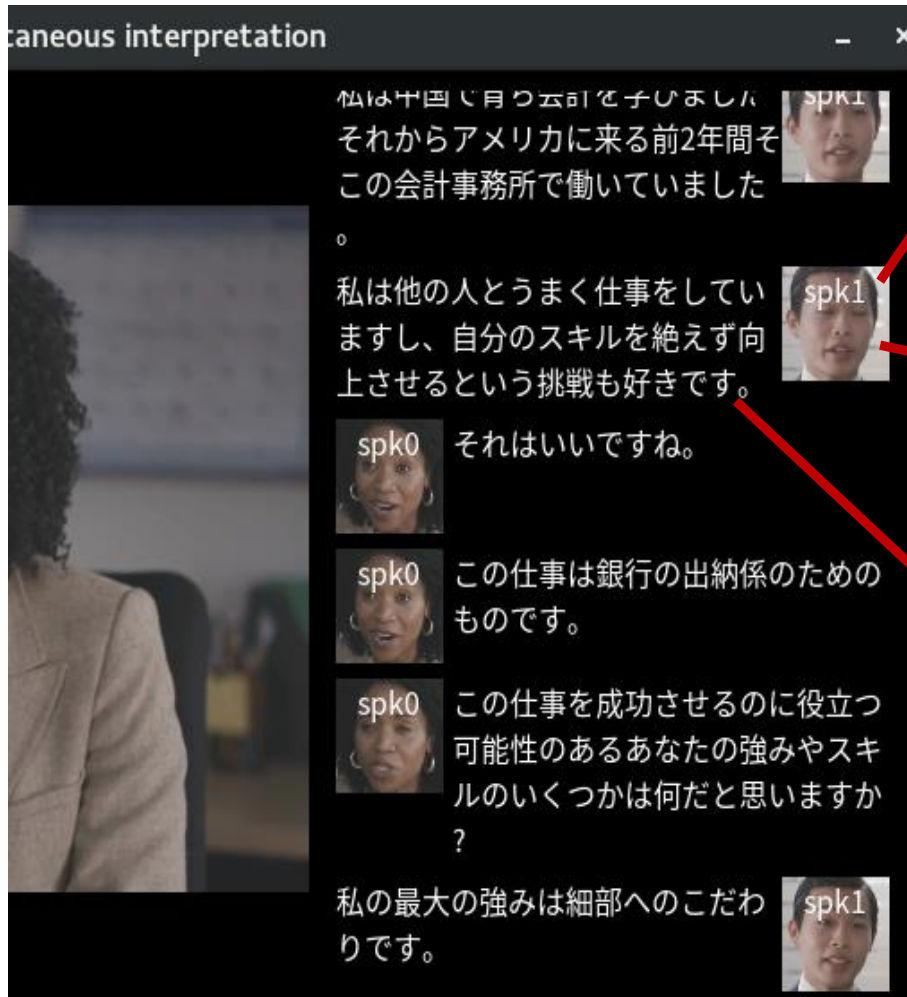 taneous interpretation
私は中国で育ち会計を学びました
spk1
それからアメリカに来る前2年間そ
この会計事務所で働いていました
。
私は他の人とうまく仕事をしてい
spk1
ますし、自分のスキルを絶えず向
上させるという挑戦も好きです。
spk0
それはいいですね。
spk0
この仕事は銀行の出納係のための
ものです。
spk0
この仕事を成功させるのに役立つ
可能性のあるあなたの強みやスキ
ルのいくつかは何だと思いますか
?
私の最大の強みは細部へのこだわ
spk1
りです。